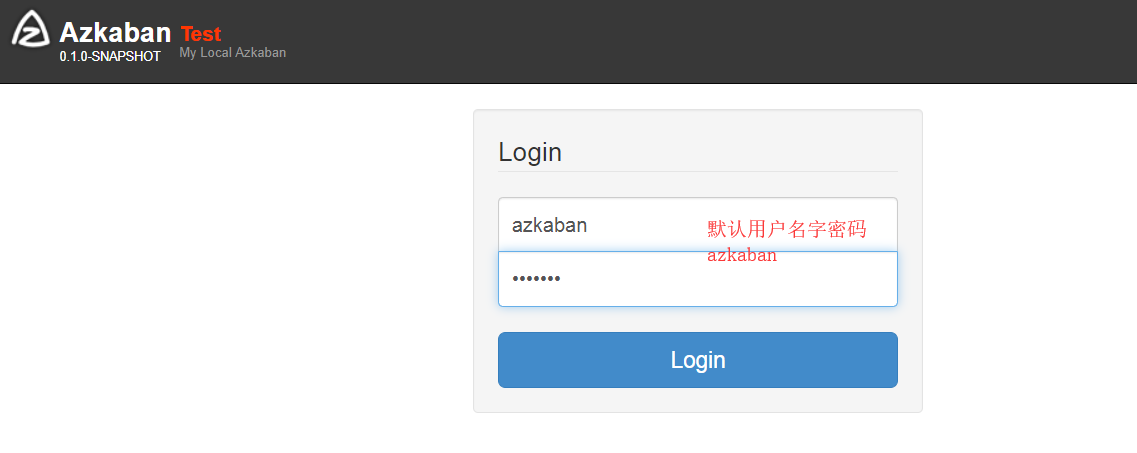 Azkaban Test
0.1.0-SNAPSHOT My Local Azkaban
Login
azkaban
默认用户名字密码
azkaban
•••••••
Login